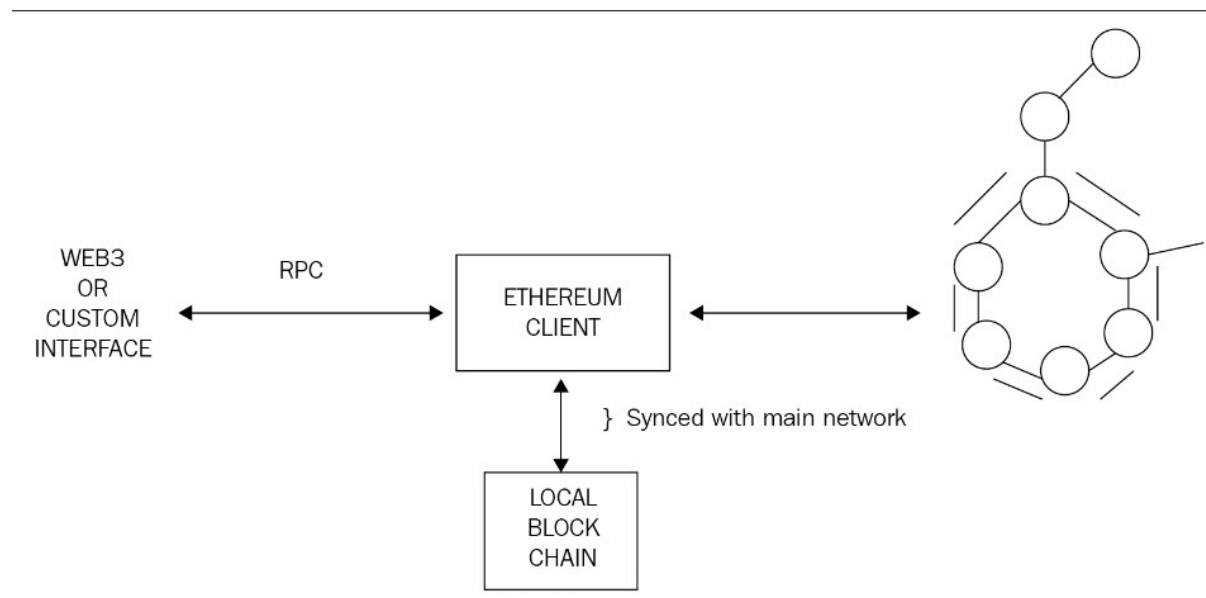 WEB3
OR
CUSTOM
INTERFACE
RPC
ETHEREUM
CLIENT
} Synced with main network
LOCAL
BLOCK
CHAIN